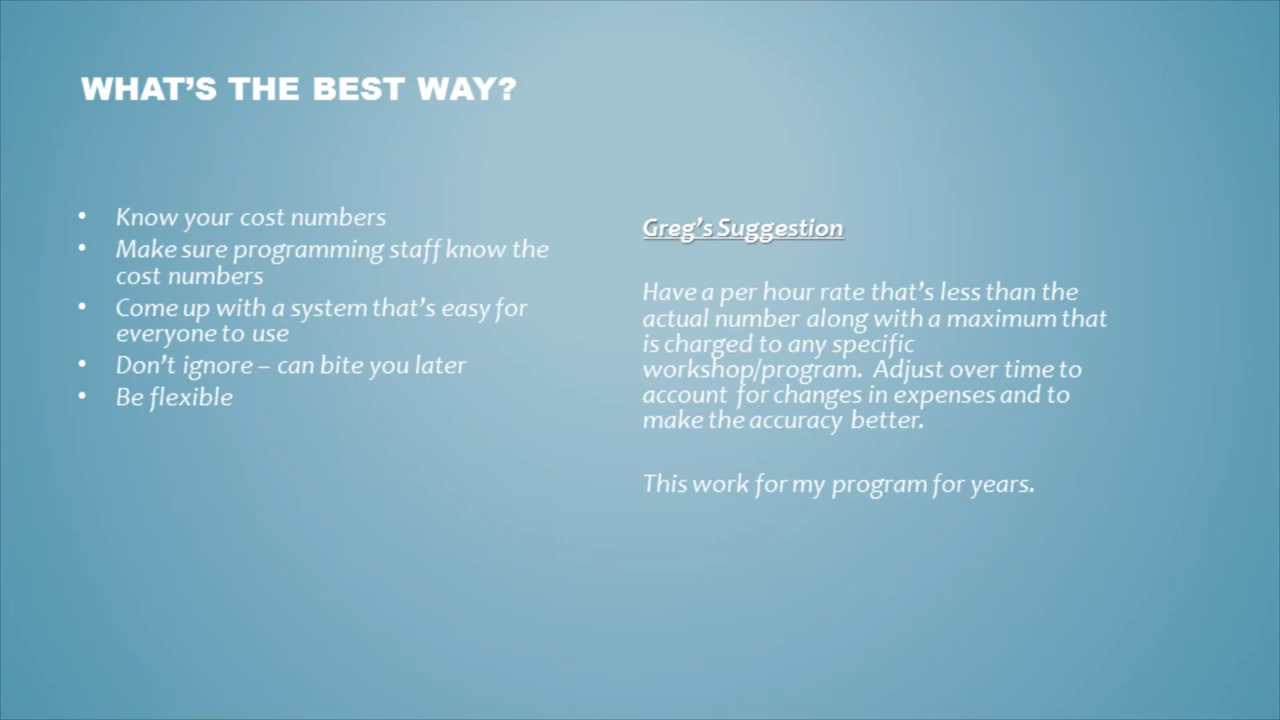 WHAT'S THE BEST WAY?
• Know your cost numbers
• Make sure programming staff know the
cost numbers
• Come up with a system that's easy for
everyone to use
• Don't ignore – can bite you later
• Be flexible
Greg's Suggestion
Have a per hour rate that's less than the
actual number along with a maximum that
is charged to any specific
workshop/program.  Adjust over time to
account for changes in expenses and to
make the accuracy better.
This work for my program for years.